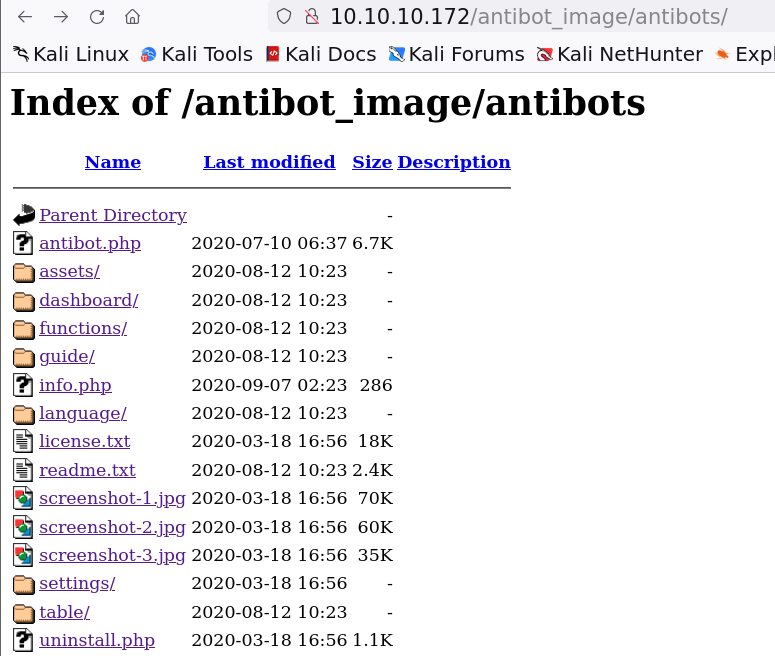 10.10.10.172/antibot_image/antibots/
Kali Linux Kali Tools Kali Docs Kali Forums Kali NetHunter Expl
Index of /antibot_image/antibots
Name Last modified Size Description
Parent Directory -
antibot.php 2020-07-10 06:37 6.7K
assets/ 2020-08-12 10:23 -
dashboard/ 2020-08-12 10:23 -
functions/ 2020-08-12 10:23 -
guide/ 2020-08-12 10:23 -
info.php 2020-09-07 02:23 286
language/ 2020-08-12 10:23 -
license.txt 2020-03-18 16:56 18K
readme.txt 2020-08-12 10:23 2.4K
screenshot-1.jpg 2020-03-18 16:56 70K
screenshot-2.jpg 2020-03-18 16:56 60K
screenshot-3.jpg 2020-03-18 16:56 35K
settings/ 2020-03-18 16:56 -
table/ 2020-08-12 10:23 -
uninstall.php 2020-03-18 16:56 1.1K